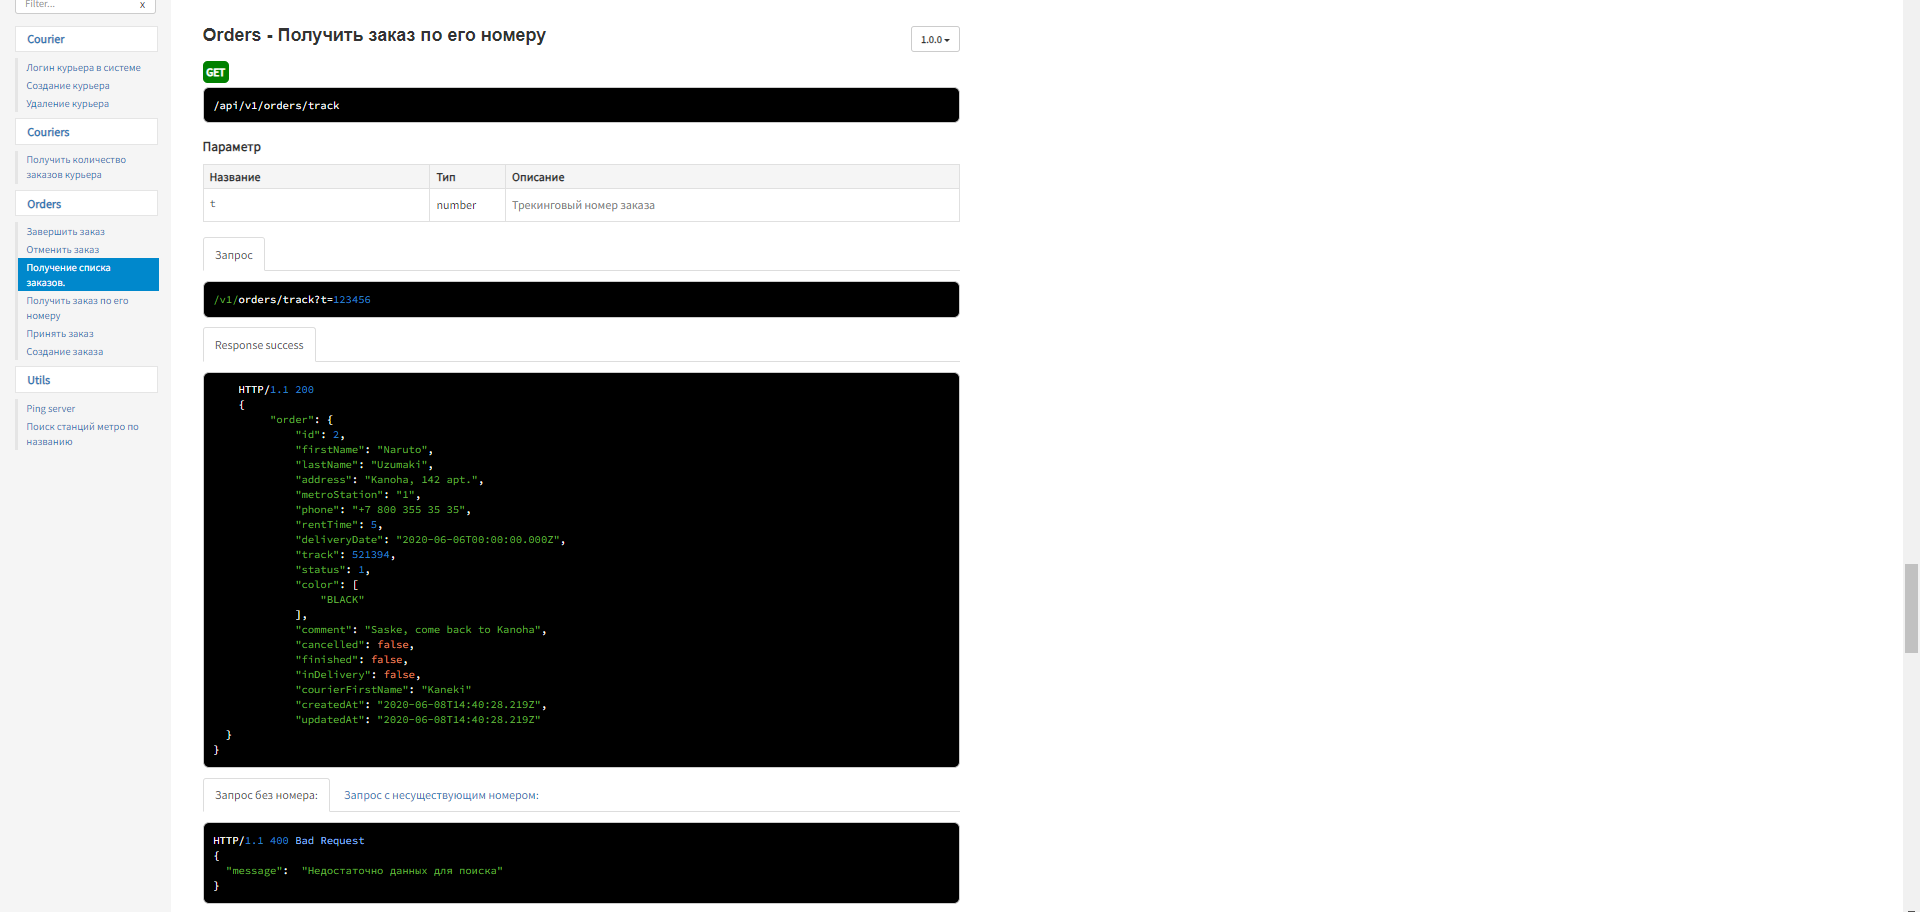 Filter...
x
Courier
Логин курьера в системе
Создание курьера
Удаление курьера
Couriers
Получить количество
заказов курьера
Orders
Завершить заказ
Отменить заказ
Получение списка
заказов.
Получить заказ по его
номеру
Принять заказ
Создание заказа
Utils
Ping server
Поиск станций метро по
названию
Orders - Получить заказ по его номеру
1.0.0
GET
/api/v1/orders/track
Параметр
Название Тип Описание
t number Трекинговый номер заказа
Запрос
/v1/orders/track?t=123456
Response success
HTTP/1.1 200
{
"order": {
"id": 2,
"firstName": "Naruto",
"lastName": "Uzumaki",
"address": "Kanoha, 142 apt.",
"metroStation": "1",
"phone": "+7 800 355 35 35",
"rentTime": 5,
"deliveryDate": "2020-06-06T00:00:00.000Z",
"track": 521394,
"status": 1,
"color": [
"BLACK"
],
"comment": "Saske, come back to Kanoha",
"cancelled": false,
"finished": false,
"inDelivery": false,
"courierFirstName": "Kaneki"
"createdAt": "2020-06-08T14:40:28.219Z",
"updatedAt": "2020-06-08T14:40:28.219Z"
}
}
Запрос без номера: Запрос с несуществующим номером:
HTTP/1.1 400 Bad Request
{
"message": "Недостаточно данных для поиска"
}